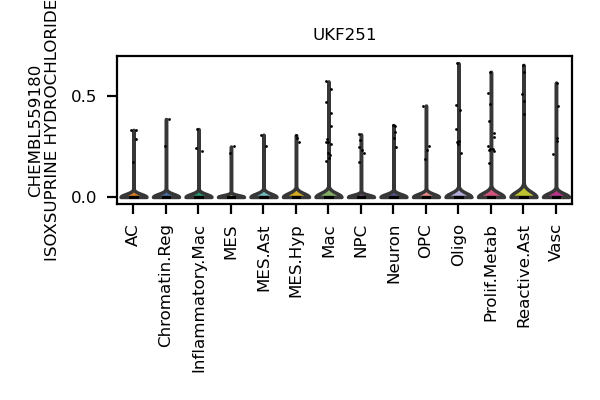 UKF251
CHEMBL559180
ISOXSUPRINE HYDROCHLORIDE
0.5
0.0
AC
Chromatin.Reg
Inflammatory.Mac
MES
MES.Ast
MES.Hyp
Mac
NPC
Neuron
OPC
Oligo
Prolif.Metab
Reactive.Ast
Vasc